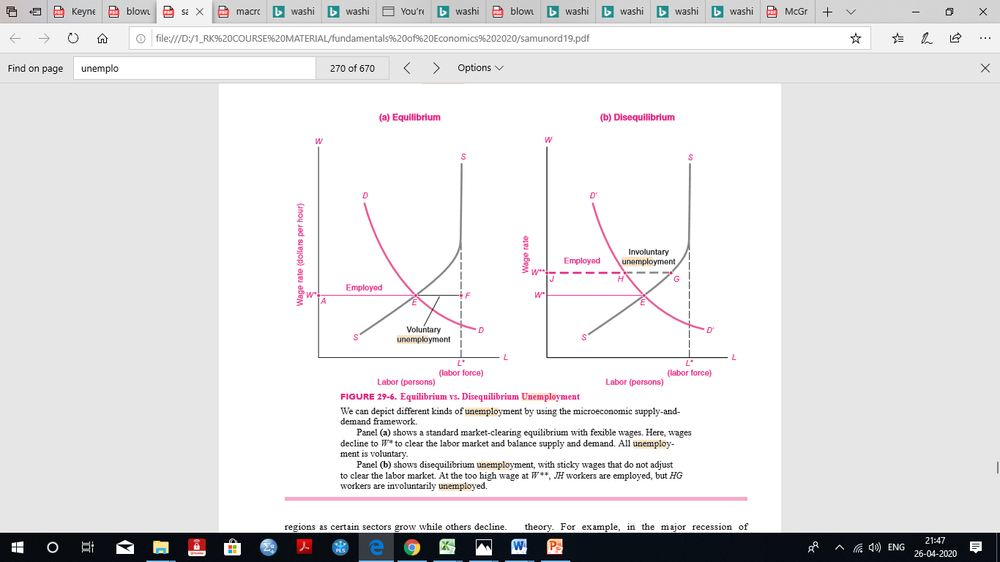 Keyne
blowu
sa
macro
washi
washi
You're
washi
blowu
washi
washi
washi
washi
McGr
file:///D:/1_RK%20COURSE%20MATERIAL/fundamentals%20of%20Economics%202020/samunord19.pdf
Find on page
unemplo
270 of 670
Options
(a) Equilibrium
W
S
D
Wage rate (dollars per hour)
Employed
W*
A
E
F
Voluntary
unemployment
S
D
L
L*
(labor force)
Labor (persons)
(b) Disequilibrium
W
S
D'
Wage rate
Involuntary
unemployment
Employed
W**
J
H
G
W*
E
S
D'
L
L*
(labor force)
Labor (persons)
FIGURE 29-6. Equilibrium vs. Disequilibrium Unemployment
We can depict different kinds of unemployment by using the microeconomic supply-and-
demand framework.
Panel (a) shows a standard market-clearing equilibrium with fexible wages. Here, wages
decline to W* to clear the labor market and balance supply and demand. All unemploy-
ment is voluntary.
Panel (b) shows disequilibrium unemployment, with sticky wages that do not adjust
to clear the labor market. At the too high wage at W**, JH workers are employed, but HG
workers are involuntarily unemployed.
regions as certain sectors grow while others decline.
theory. For example, in the major recession of
ENG
21:47
26-04-2020